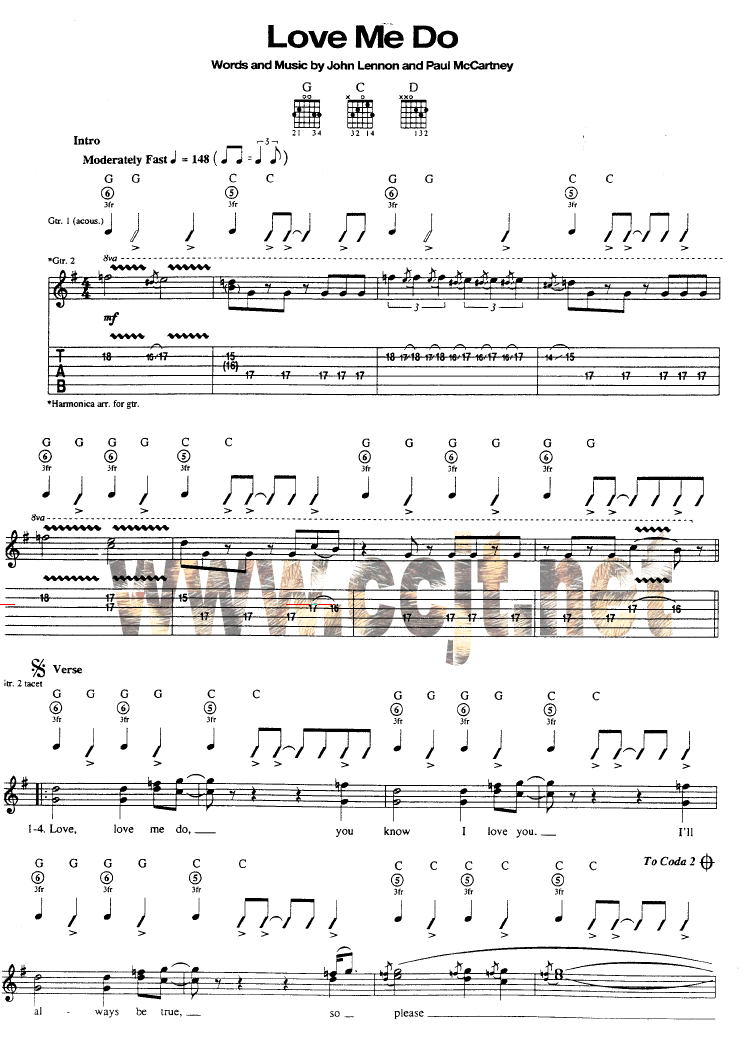 Love Me Do
Words and Music by John Lennon and Paul McCartney
G C D
21 34 32 14 132
Intro
Moderately Fast ♩ = 148 (♫ = ♩ ♪) 3
G G C C G G C C
6 5 6 5
3fr 3fr 3fr 3fr
Gtr. 1 (acous.)
> > > > > > > >
*Gtr. 2
8va
4 4
3 3
mf
T A B
18 16 17 15 (16) 17 17 17 17 17 18 17 18 17 18 17 16 17 16 17 16 17 14 15 17 17 17 17 17
*Harmonica arr. for gtr.
G G G G C C G G G G G G
6 6 5 6 6 6
3fr 3fr 3fr 3fr 3fr 3fr
> > > > > > > >
8va
18 17 17 15 17 17 17 16 17 17 17 17 17 17 16
www.ccjt.net
Verse
tr. 2 tacet
G G G G C C G G G G C C
6 6 5 6 6 5
3fr 3fr 3fr 3fr 3fr 3fr
> > > > > > > >
1-4. Love, love me do, you know I love you. I'll
To Coda 2
G G G G C C C C C C C C
6 6 5 5 5 5
3fr 3fr 3fr 3fr 3fr 3fr
> > > > > > > >
al - ways be true, so please